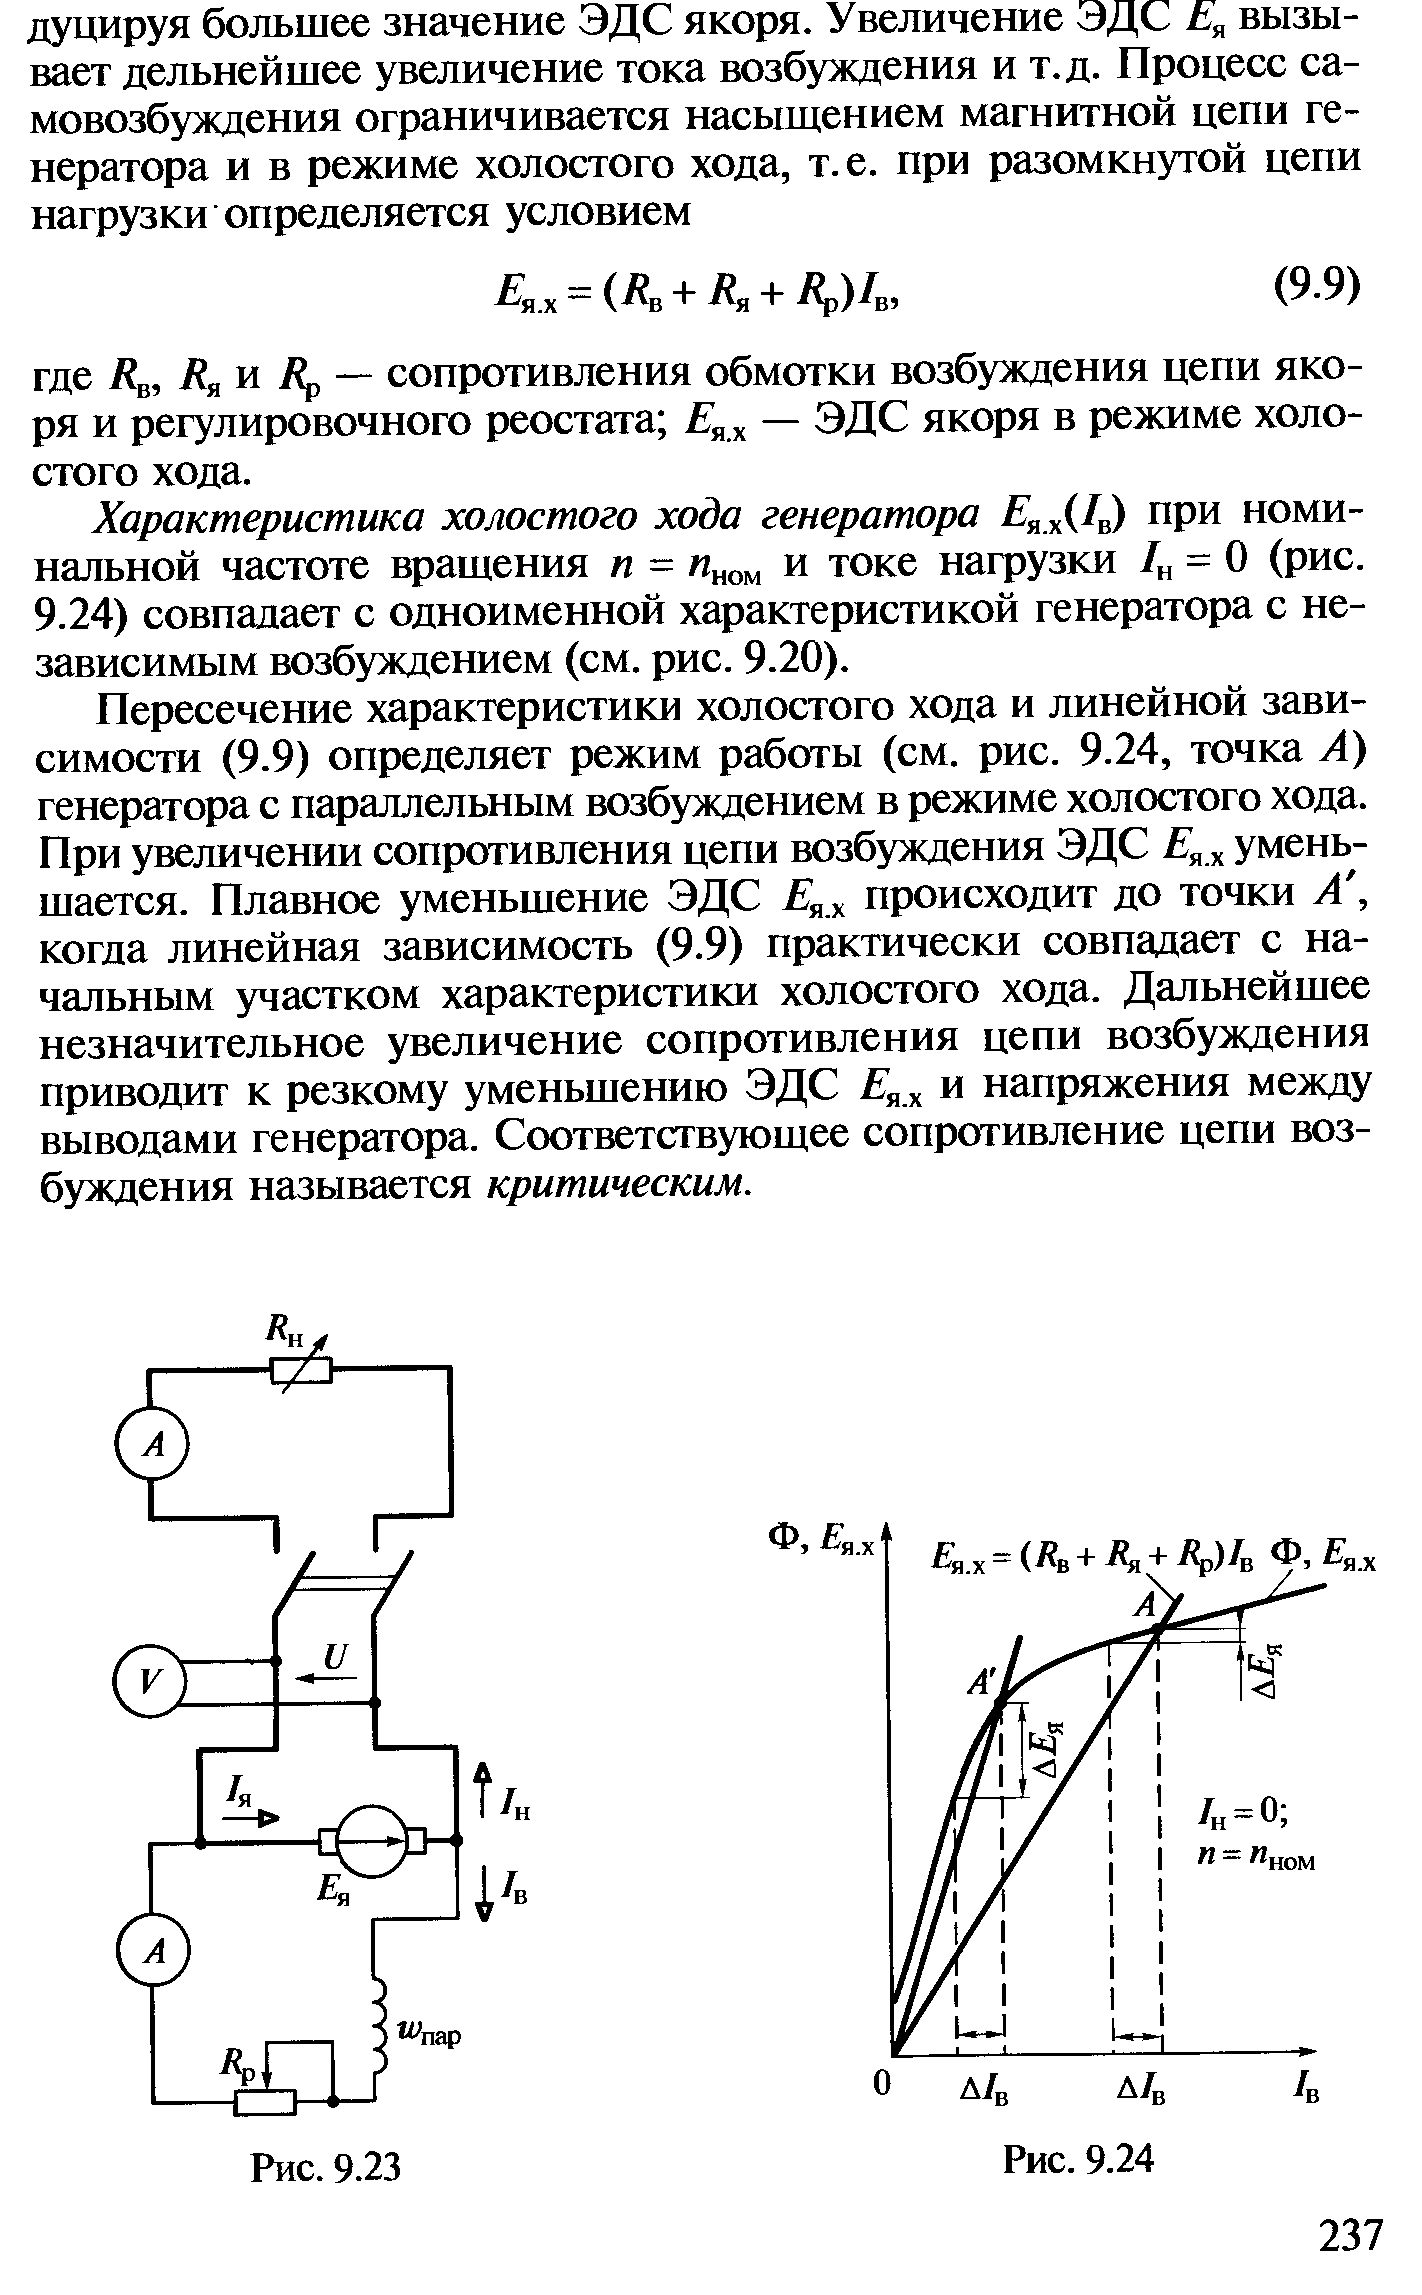 дуцируя большее значение ЭДС якоря. Увеличение ЭДС Eя вызы-
вает дельнейшее увеличение тока возбуждения и т.д. Процесс са-
мовозбуждения ограничивается насыщением магнитной цепи ге-
нератора и в режиме холостого хода, т.е. при разомкнутой цепи
нагрузки определяется условием
Eя.х = (Rв + Rя + Rр)Iв, (9.9)
где Rв, Rя и Rр — сопротивления обмотки возбуждения цепи яко-
ря и регулировочного реостата; Eя.х — ЭДС якоря в режиме холо-
стого хода.
Характеристика холостого хода генератора Eя.х(Iв) при номи-
нальной частоте вращения n = nном и токе нагрузки Iн = 0 (рис.
9.24) совпадает с одноименной характеристикой генератора с не-
зависимым возбуждением (см. рис. 9.20).
Пересечение характеристики холостого хода и линейной зави-
симости (9.9) определяет режим работы (см. рис. 9.24, точка A)
генератора с параллельным возбуждением в режиме холостого хода.
При увеличении сопротивления цепи возбуждения ЭДС Eя.х умень-
шается. Плавное уменьшение ЭДС Eя.х происходит до точки A′,
когда линейная зависимость (9.9) практически совпадает с на-
чальным участком характеристики холостого хода. Дальнейшее
незначительное увеличение сопротивления цепи возбуждения
приводит к резкому уменьшению ЭДС Eя.х и напряжения между
выводами генератора. Соответствующее сопротивление цепи воз-
буждения называется критическим.
Rн
A
V
U
Iя
Iн
Eя
Iв
A
wпар
Rр
Рис. 9.23
Ф, Eя.х
Eя.х = (Rв + Rя + Rр)Iв Ф, Eя.х
A
A′
ΔEя
ΔEя
Iн = 0;
n = nном
0 ΔIв ΔIв Iв
Рис. 9.24
237